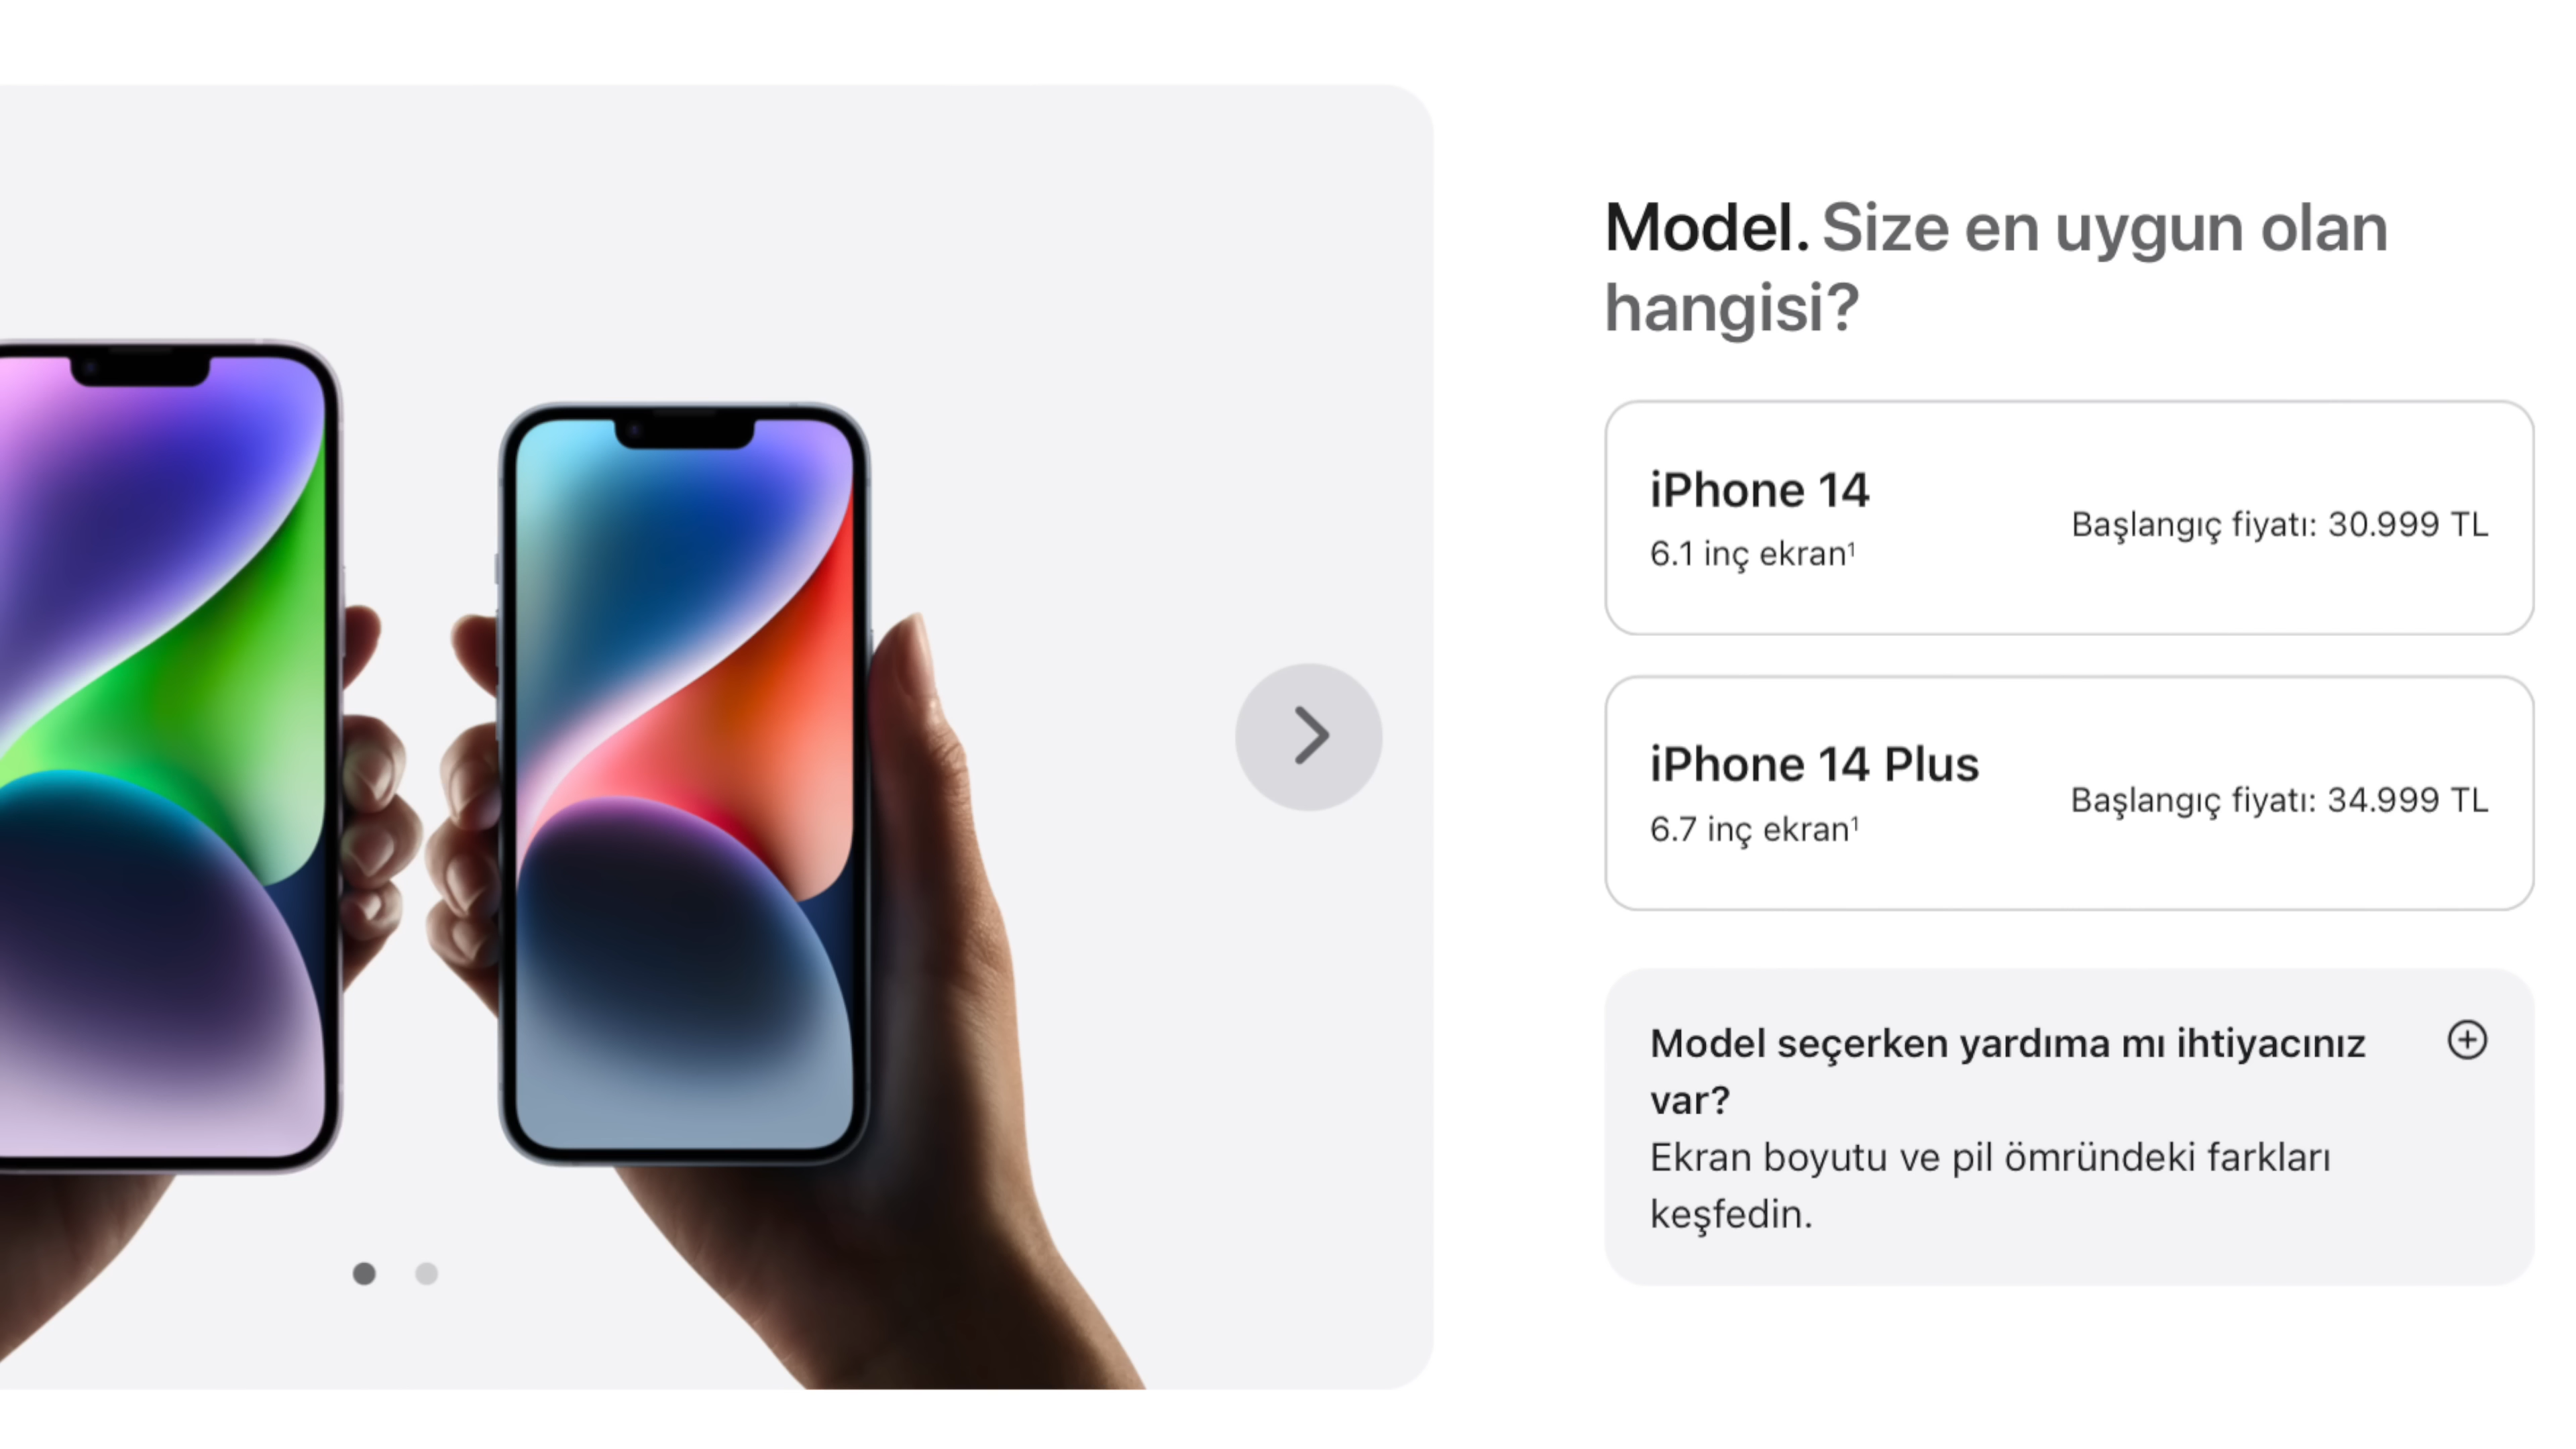 Model. Size en uygun olan
hangisi?
iPhone 14
6.1 inç ekran¹
Başlangıç fiyatı: 30.999 TL
iPhone 14 Plus
6.7 inç ekran¹
Başlangıç fiyatı: 34.999 TL
Model seçerken yardıma mı ihtiyacınız
var?
Ekran boyutu ve pil ömründeki farkları
keşfedin.